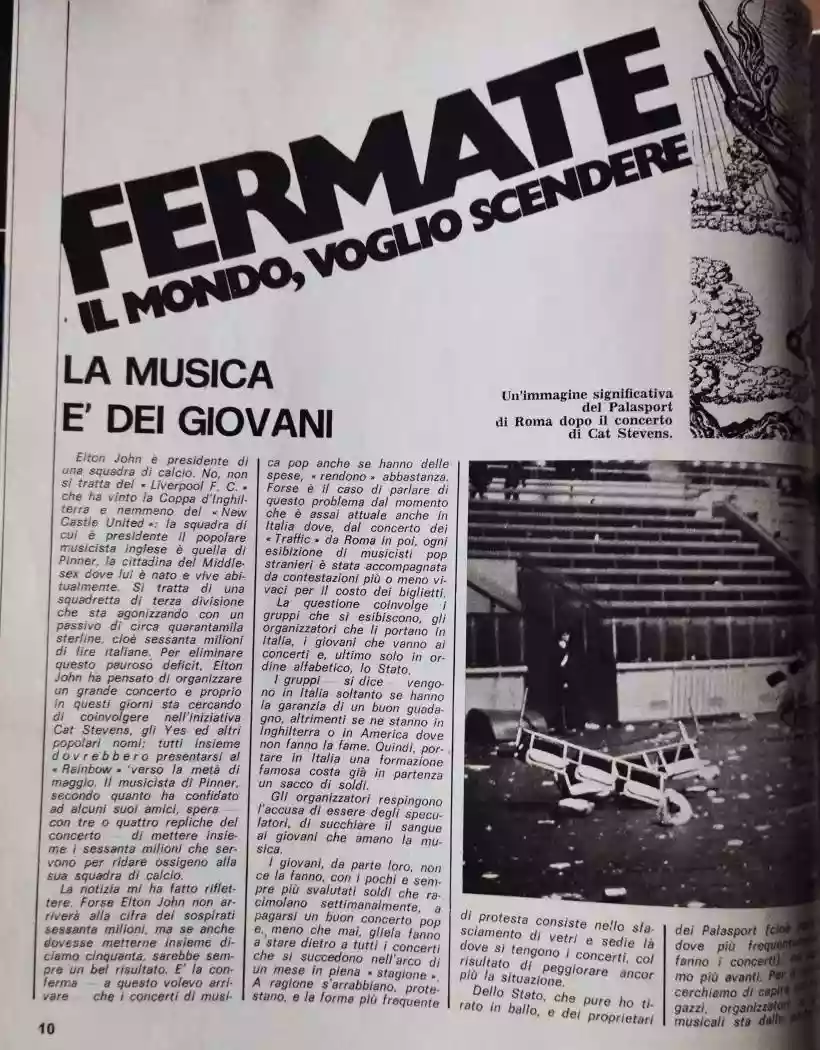 FERMATE
IL MONDO, VOGLIO SCENDERE
LA MUSICA
E' DEI GIOVANI
Un'immagine significativa
del Palasport
di Roma dopo il concerto
di Cat Stevens.
Elton John è presidente di
una squadra di calcio. No, non
si tratta del « Liverpool F. C. »
che ha vinto la Coppa d'Inghil-
terra e nemmeno del « New
Castle United »: la squadra di
cui è presidente il popolare
musicista inglese è quella di
Pinner, la cittadina del Middle-
sex dove lui è nato e vive abi-
tualmente. Si tratta di una
squadretta di terza divisione
che sta agonizzando con un
passivo di circa quarantamila
sterline, cioè sessanta milioni
di lire italiane. Per eliminare
questo pauroso deficit, Elton
John ha pensato di organizzare
un grande concerto e proprio
in questi giorni sta cercando
di coinvolgere nell'iniziativa
Cat Stevens, gli Yes ed altri
popolari nomi; tutti insieme
dovrebbero presentarsi al
« Rainbow » 'verso la metà di
maggio. Il musicista di Pinner,
secondo quanto ha confidato
ad alcuni suoi amici, spera —
con tre o quattro repliche del
concerto — di mettere insie-
me i sessanta milioni che ser-
vono per ridare ossigeno alla
sua squadra di calcio.
La notizia mi ha fatto riflet-
tere. Forse Elton John non ar-
riverà alla cifra dei sospirati
sessanta milioni, ma se anche
dovesse metterne insieme di-
ciamo cinquanta, sarebbe sem-
pre un bel risultato. E' la con-
ferma — a questo volevo arri-
vare — che i concerti di musi-
ca pop anche se hanno delle
spese, « rendono » abbastanza.
Forse è il caso di parlare di
questo problema dal momento
che è assai attuale anche in
Italia dove, dal concerto dei
« Traffic » da Roma in poi, ogni
esibizione di musicisti pop
stranieri è stata accompagnata
da contestazioni più o meno vi-
vaci per il costo dei biglietti.
La questione coinvolge i
gruppi che si esibiscono, gli
organizzatori che li portano in
Italia, i giovani che vanno ai
concerti e, ultimo solo in or-
dine alfabetico, lo Stato.
I gruppi — si dice — vengo-
no in Italia soltanto se hanno
la garanzia di un buon guada-
gno, altrimenti se ne stanno in
Inghilterra o in America dove
non fanno la fame. Quindi, por-
tare in Italia una formazione
famosa costa già in partenza
un sacco di soldi.
Gli organizzatori respingono
l'accusa di essere degli specu-
latori, di succhiare il sangue
ai giovani che amano la mu-
sica.
I giovani, da parte loro, non
ce la fanno, con i pochi e sem-
pre più svalutati soldi che ra-
cimolano settimanalmente, a
pagarsi un buon concerto pop
e, meno che mai, gliela fanno
a stare dietro a tutti i concerti
che si succedono nell'arco di
un mese in piena « stagione ».
A ragione s'arrabbiano, prote-
stano, e la forma più frequente
di protesta consiste nello sfa-
sciamento di vetri e sedie là
dove si tengono i concerti, col
risultato di peggiorare ancor
più la situazione.
Dello Stato, che pure ho ti-
rato in ballo, e dei proprietari
dei Palasport (cioè
dove più
fanno i concerti),
mo più avanti. Per
cerchiamo di
gazzi,
musicali sta
10